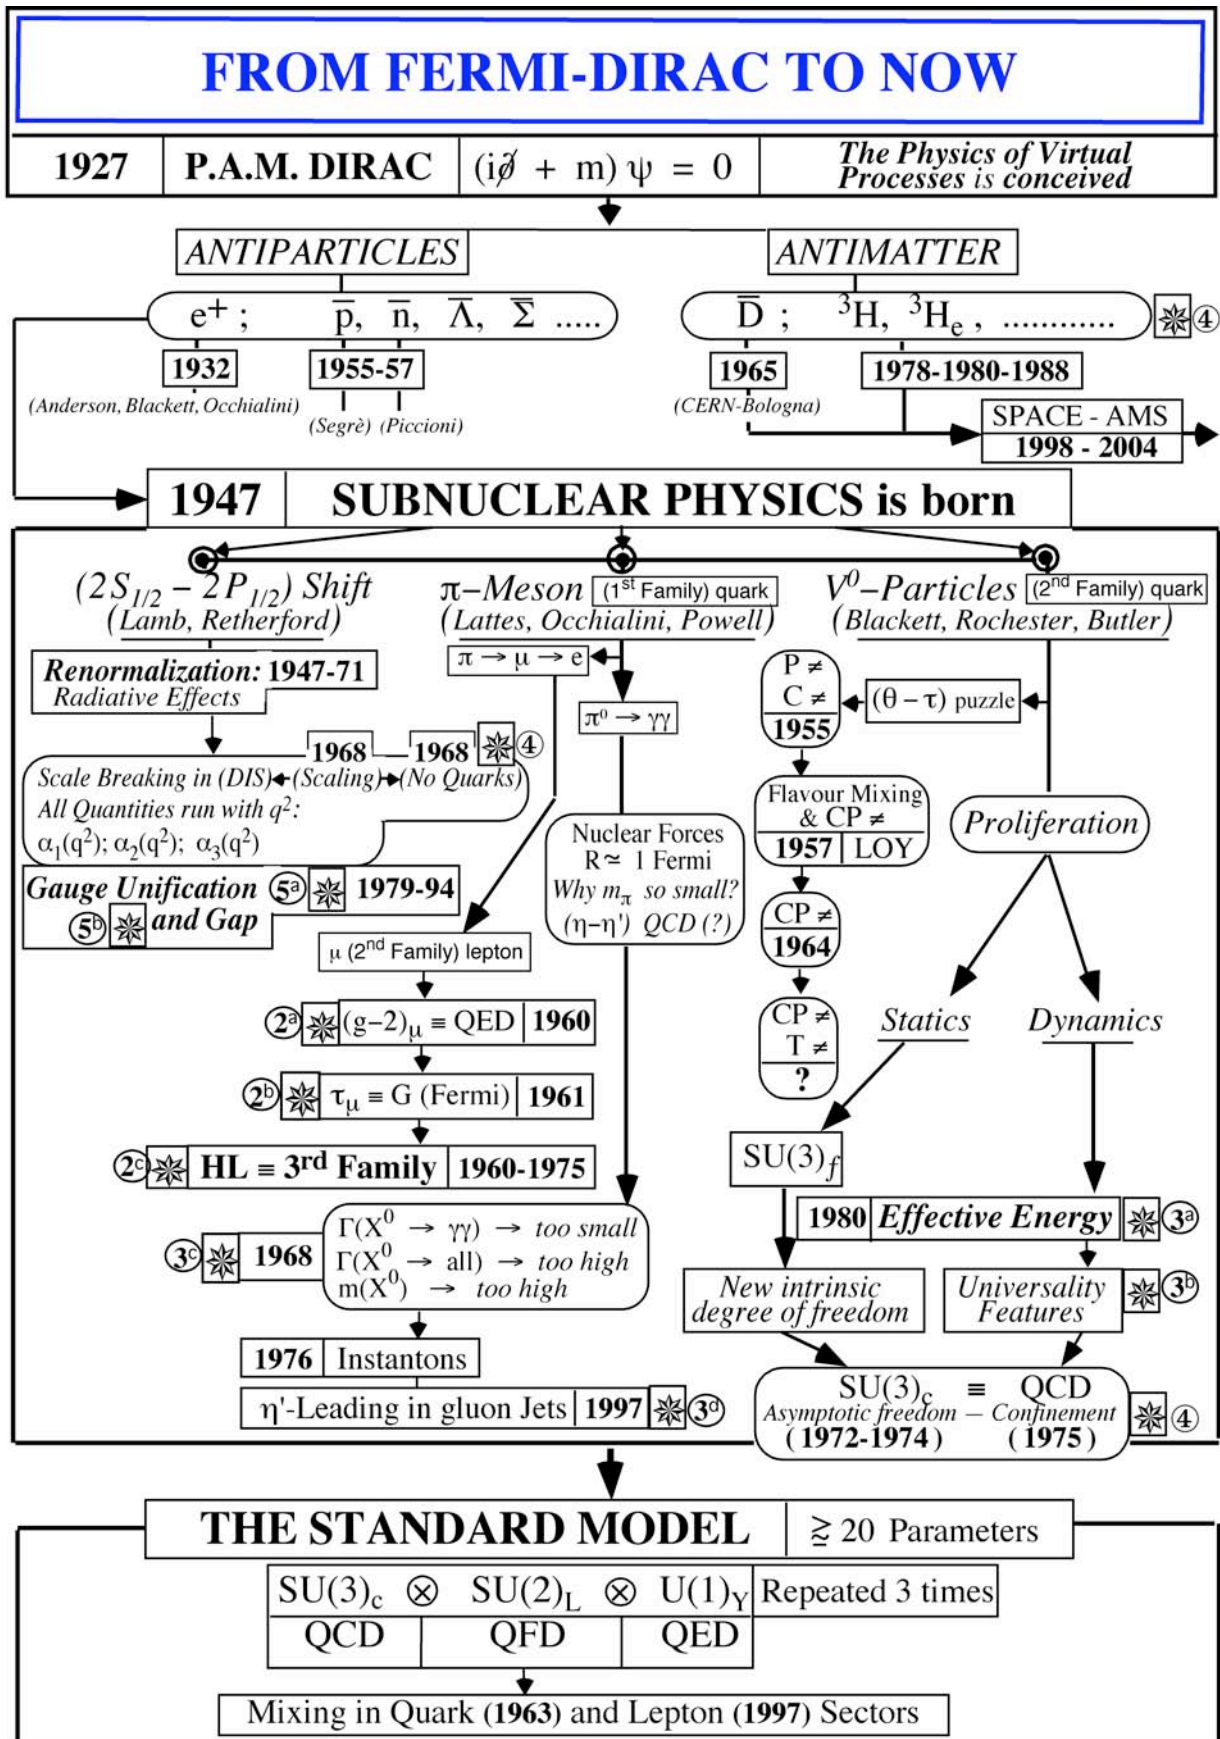 FROM FERMI-DIRAC TO NOW
1927 P.A.M. DIRAC (i∂̸ + m) ψ = 0 The Physics of Virtual
Processes is conceived
ANTIPARTICLES ANTIMATTER
e⁺ ; p̅, n̅, Λ̅, Σ̅ ..... D̅ ; ³H, ³Hₑ , ............ ④
1932 1955-57 1965 1978-1980-1988
(Anderson, Blackett, Occhialini) (CERN-Bologna)
(Segrè) (Piccioni)
SPACE - AMS
1998 - 2004
1947 SUBNUCLEAR PHYSICS is born
(2S1/2 – 2P1/2) Shift
(Lamb, Retherford)
π–Meson (1st Family) quark
(Lattes, Occhialini, Powell)
V⁰–Particles (2nd Family) quark
(Blackett, Rochester, Butler)
Renormalization: 1947-71
Radiative Effects
1968 1968 ④
Scale Breaking in (DIS) (Scaling) (No Quarks)
All Quantities run with q²:
α₁(q²); α₂(q²); α₃(q²)
Gauge Unification 5a 1979-94
5b and Gap
π → μ → e
π⁰ → γγ
Nuclear Forces
R ≃ 1 Fermi
Why mπ so small?
(η–η') QCD (?)
μ (2nd Family) lepton
2a (g–2)μ ≡ QED 1960
2b τμ ≡ G (Fermi) 1961
2c HL ≡ 3rd Family 1960-1975
3c 1968
Γ(X⁰ → γγ) → too small
Γ(X⁰ → all) → too high
m(X⁰) → too high
1976 Instantons
η'-Leading in gluon Jets 1997 3d
P ≠
C ≠
1955
(θ – τ) puzzle
Flavour Mixing
& CP ≠
1957 LOY
CP ≠
1964
CP ≠
T ≠
?
Proliferation
Statics Dynamics
SU(3)f
1980 Effective Energy 3a
New intrinsic
degree of freedom
Universality
Features
3b
SU(3)c ≡ QCD
Asymptotic freedom – Confinement
(1972-1974) (1975)
④
THE STANDARD MODEL ≳ 20 Parameters
SU(3)c ⊗ SU(2)L ⊗ U(1)Y Repeated 3 times
QCD QFD QED
Mixing in Quark (1963) and Lepton (1997) Sectors